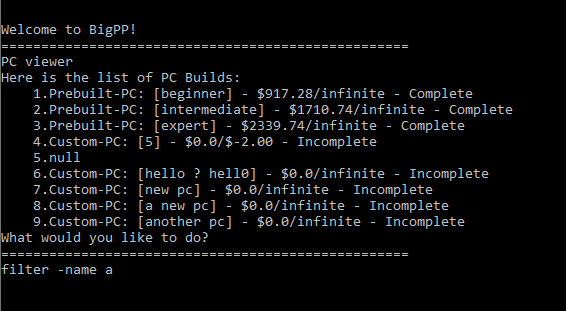 Welcome to BigPP!
===================================================
PC viewer
Here is the list of PC Builds:
    1.Prebuilt-PC: [beginner] - $917.28/infinite - Complete
    2.Prebuilt-PC: [intermediate] - $1710.74/infinite - Complete
    3.Prebuilt-PC: [expert] - $2339.74/infinite - Complete
    4.Custom-PC: [5] - $0.0/$-2.00 - Incomplete
    5.null
    6.Custom-PC: [hello ? hell0] - $0.0/infinite - Incomplete
    7.Custom-PC: [new pc] - $0.0/infinite - Incomplete
    8.Custom-PC: [a new pc] - $0.0/infinite - Incomplete
    9.Custom-PC: [another pc] - $0.0/infinite - Incomplete
What would you like to do?
===================================================
filter -name a